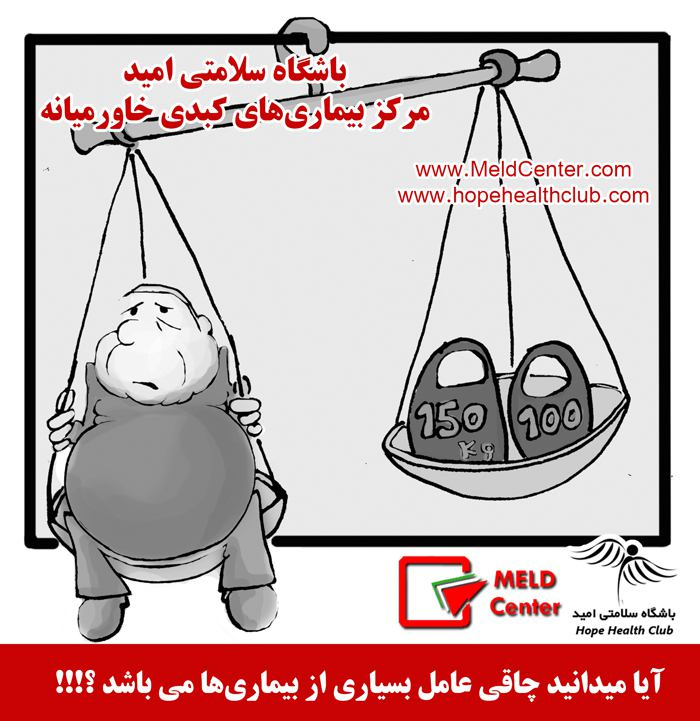 باشگاه سلامتی امید
مرکز بیماری‌های کبدی خاورمیانه
www.MeldCenter.com
www.hopehealthclub.com
150
Kg
100
MELD
Center
باشگاه سلامتی امید
Hope Health Club
آیا میدانید چاقی عامل بسیاری از بیماری‌ها می باشد ؟!!!